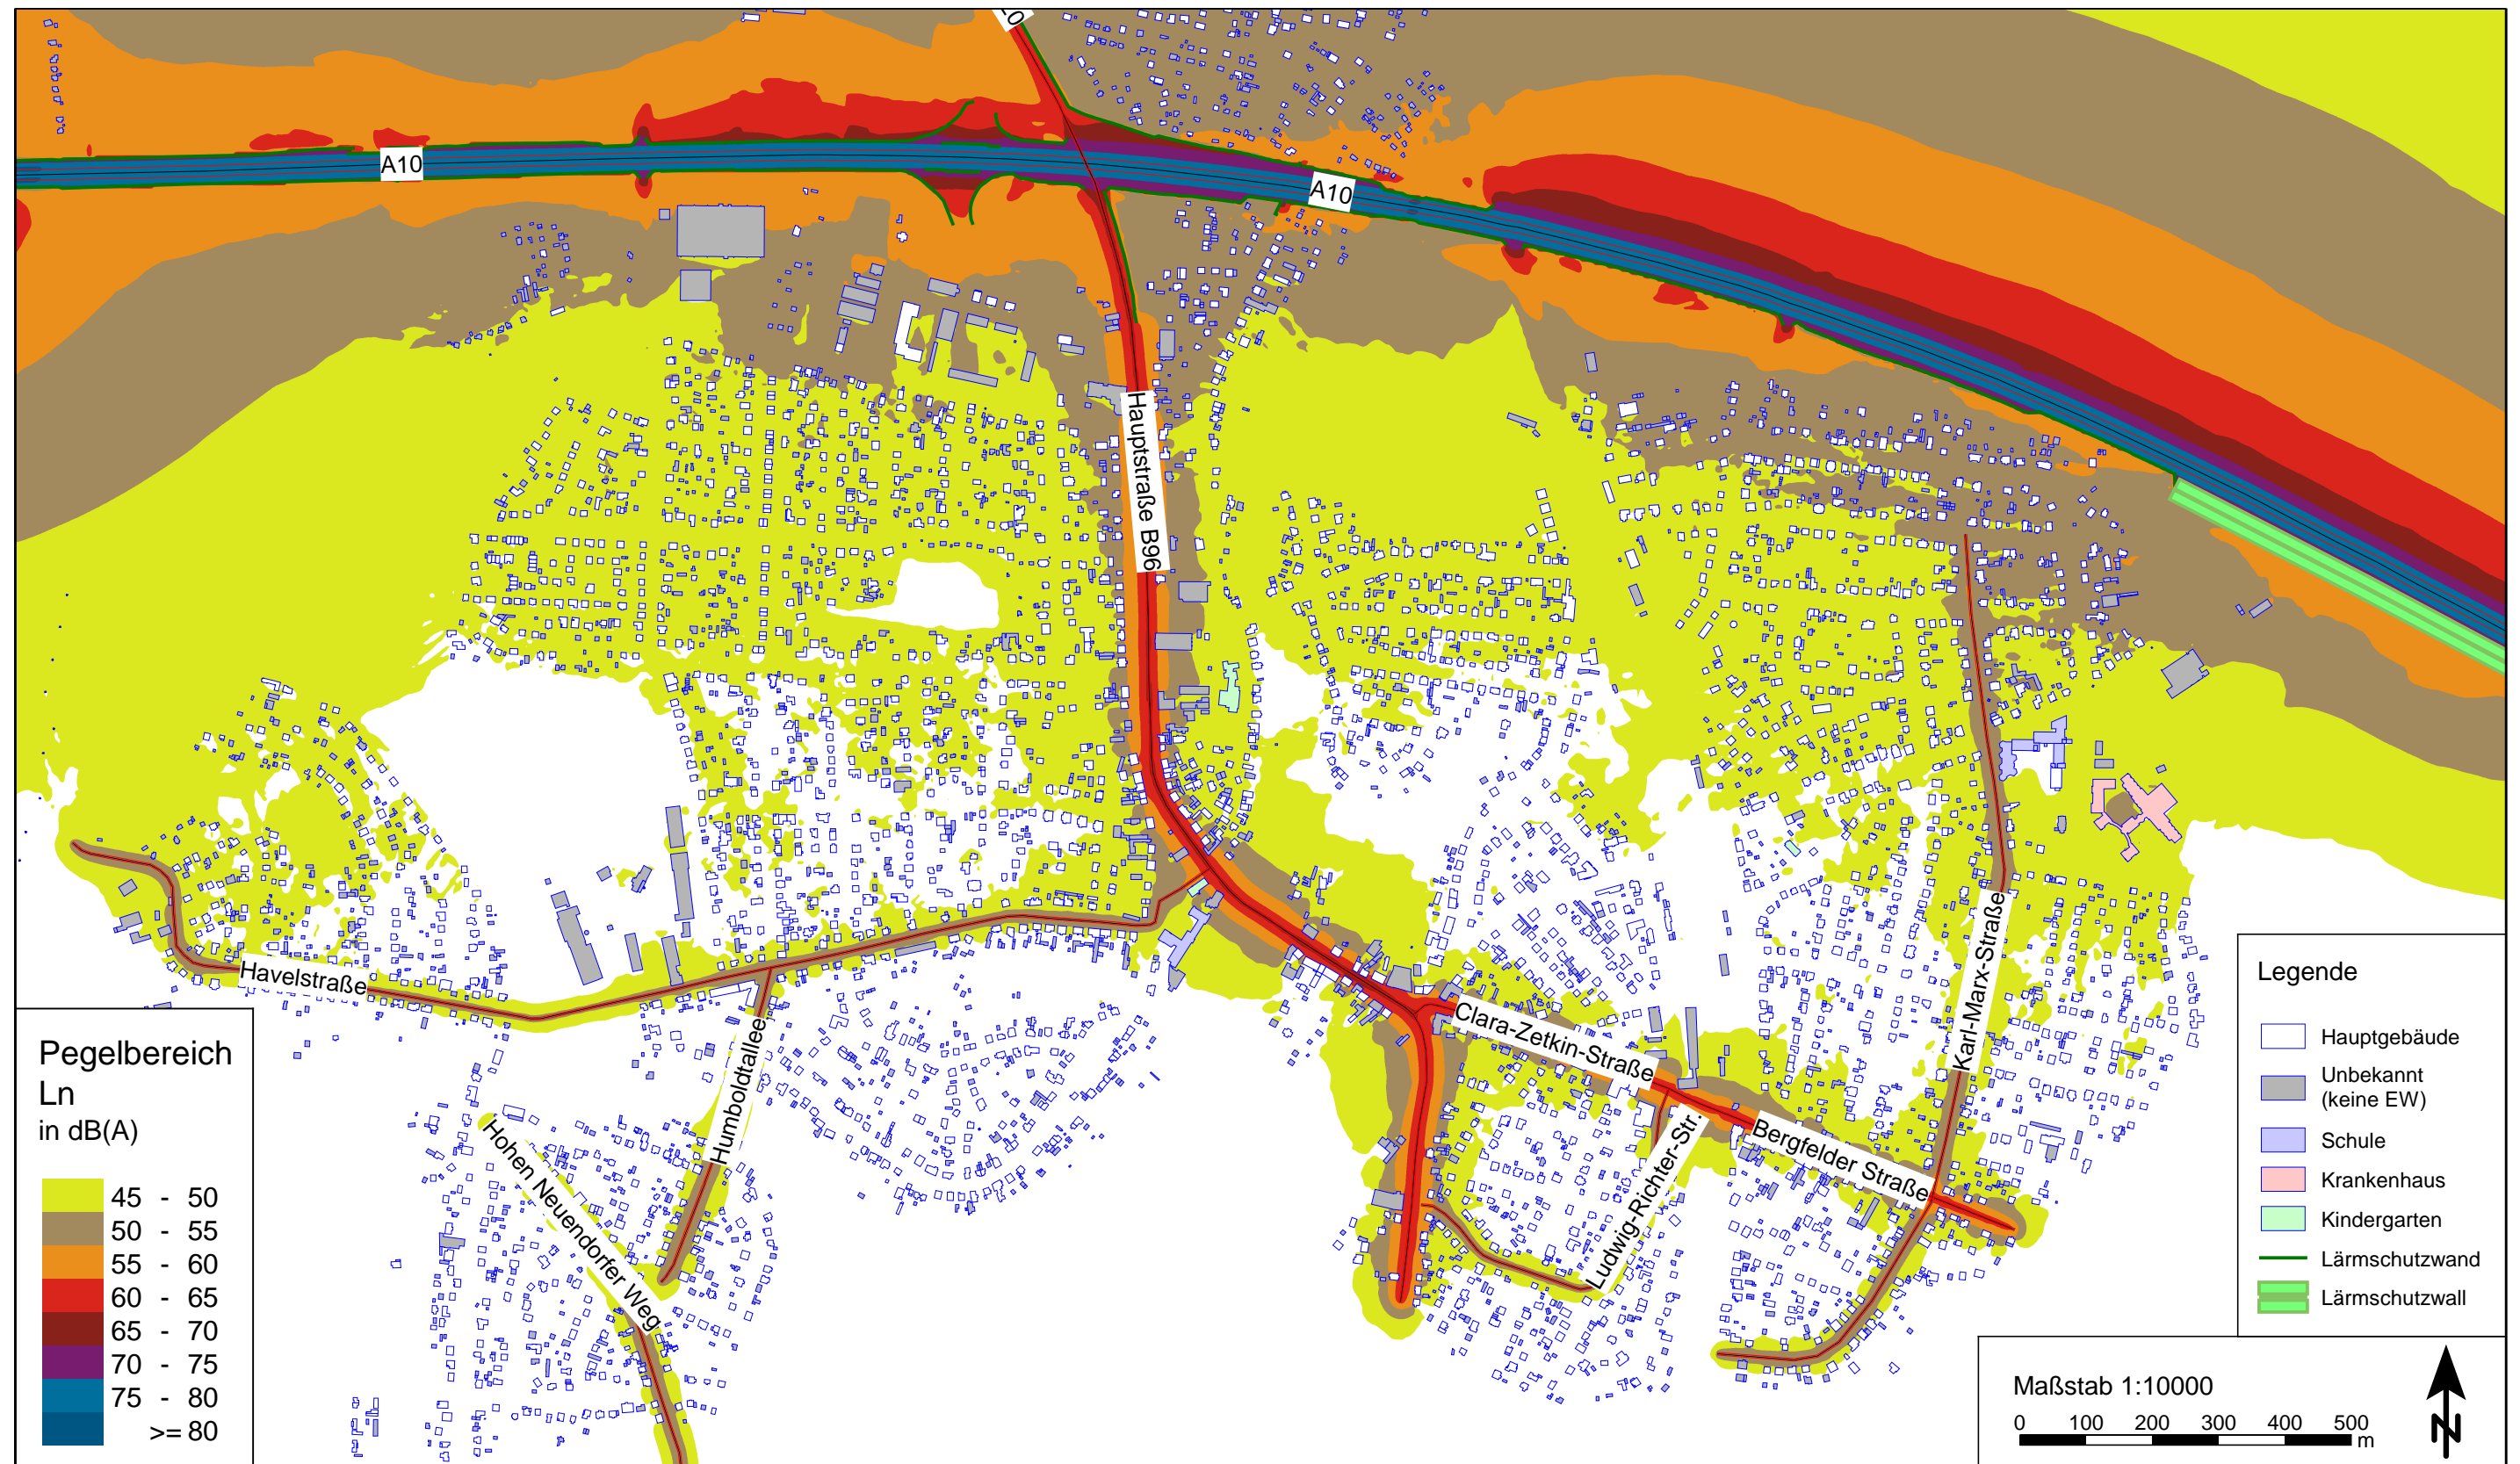 A10
A10
Hauptstraße B96
Havelstraße
Humboldtallee
Hohen Neuendorfer Weg
Clara-Zetkin-Straße
Ludwig-Richter-Str.
Bergfelder Straße
Karl-Marx-Straße
Pegelbereich
Ln
in dB(A)
45 - 50
50 - 55
55 - 60
60 - 65
65 - 70
70 - 75
75 - 80
>= 80
Legende
Hauptgebäude
Unbekannt
(keine EW)
Schule
Krankenhaus
Kindergarten
Lärmschutzwand
Lärmschutzwall
Maßstab 1:10000
0 100 200 300 400 500
m
N